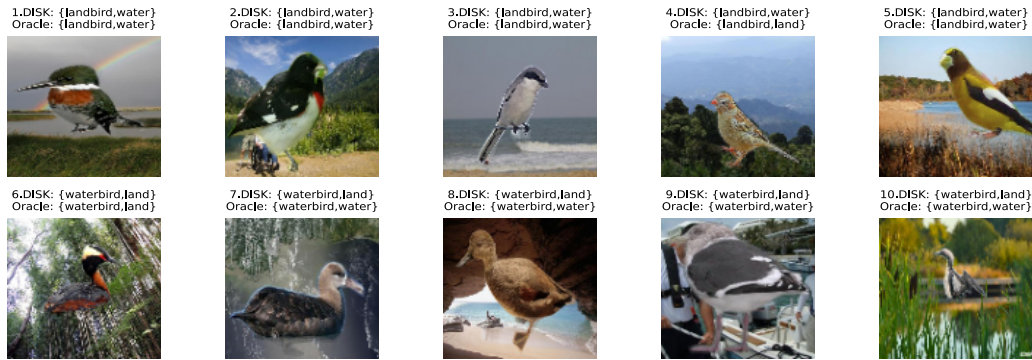 1.DISK: {landbird,water}
Oracle: {landbird,water}
2.DISK: {landbird,water}
Oracle: {landbird,water}
3.DISK: {landbird,water}
Oracle: {landbird,water}
4.DISK: {landbird,water}
Oracle: {landbird,land}
5.DISK: {landbird,water}
Oracle: {landbird,water}
6.DISK: {waterbird,land}
Oracle: {waterbird,land}
7.DISK: {waterbird,land}
Oracle: {waterbird,water}
8.DISK: {waterbird,land}
Oracle: {waterbird,water}
9.DISK: {waterbird,land}
Oracle: {waterbird,land}
10.DISK: {waterbird,land}
Oracle: {waterbird,water}